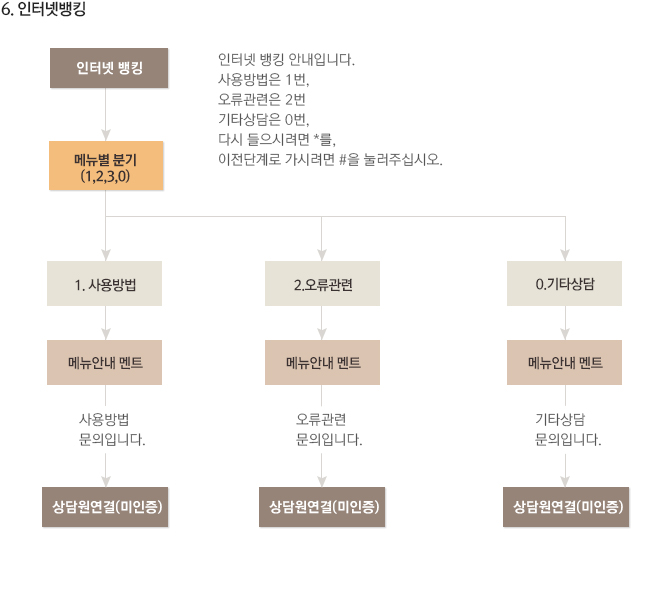 6. 인터넷뱅킹
인터넷 뱅킹
인터넷 뱅킹 안내입니다.
사용방법은 1번,
오류관련은 2번
기타상담은 0번,
다시 들으시려면 *를,
이전단계로 가시려면 #을 눌러주십시오.
메뉴별 분기
(1,2,3,0)
1. 사용방법
2.오류관련
0.기타상담
메뉴안내 멘트
메뉴안내 멘트
메뉴안내 멘트
사용방법
문의입니다.
오류관련
문의입니다.
기타상담
문의입니다.
상담원연결(미인증)
상담원연결(미인증)
상담원연결(미인증)